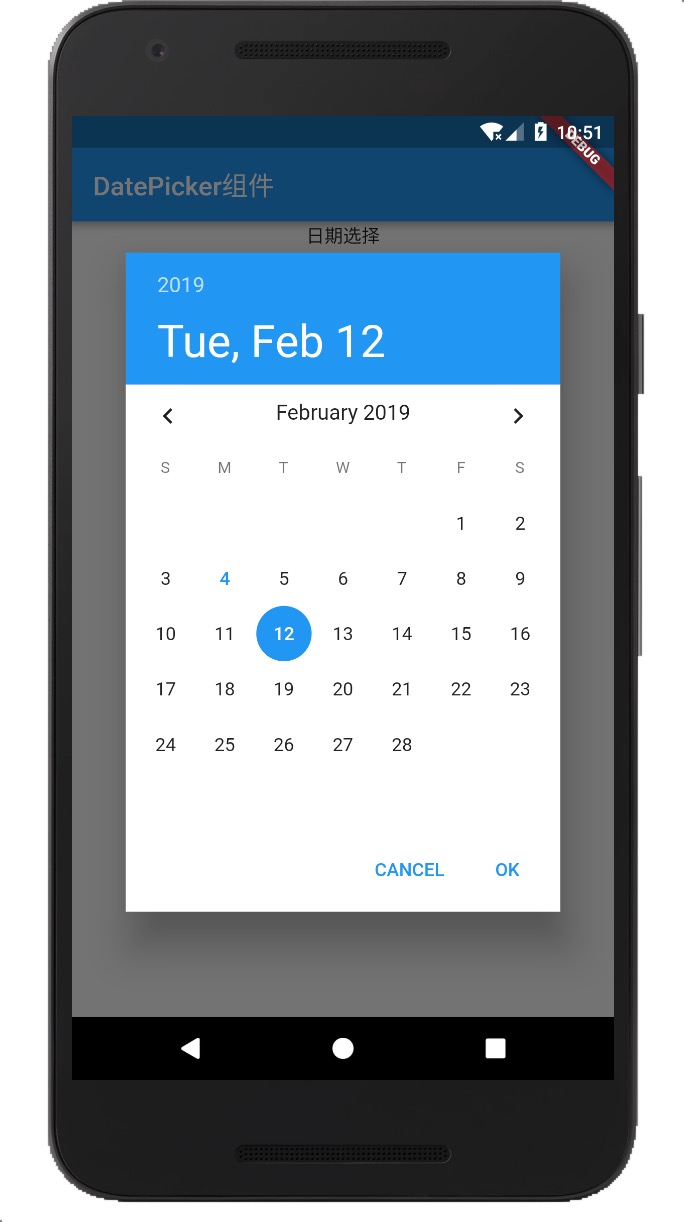 10:51
DEBUG
DatePicker组件
日期选择
2019
Tue, Feb 12
February 2019
S M T W T F S
1 2
3 4 5 6 7 8 9
10 11 12 13 14 15 16
17 18 19 20 21 22 23
24 25 26 27 28
CANCEL OK